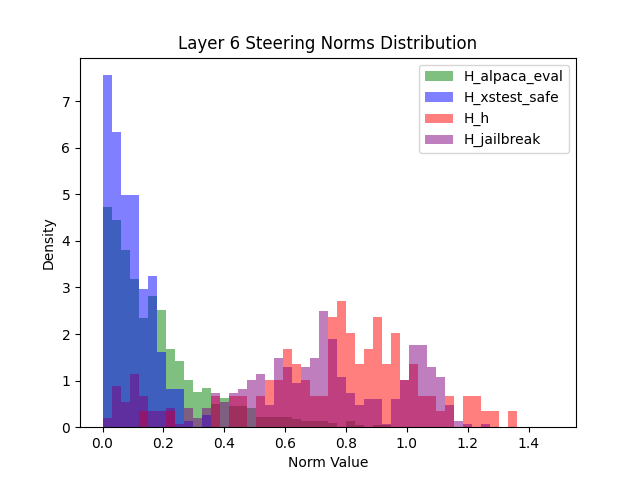 Layer 6 Steering Norms Distribution
H_alpaca_eval
H_xstest_safe
H_h
H_jailbreak
Density
7
6
5
4
3
2
1
0
0.0 0.2 0.4 0.6 0.8 1.0 1.2 1.4
Norm Value